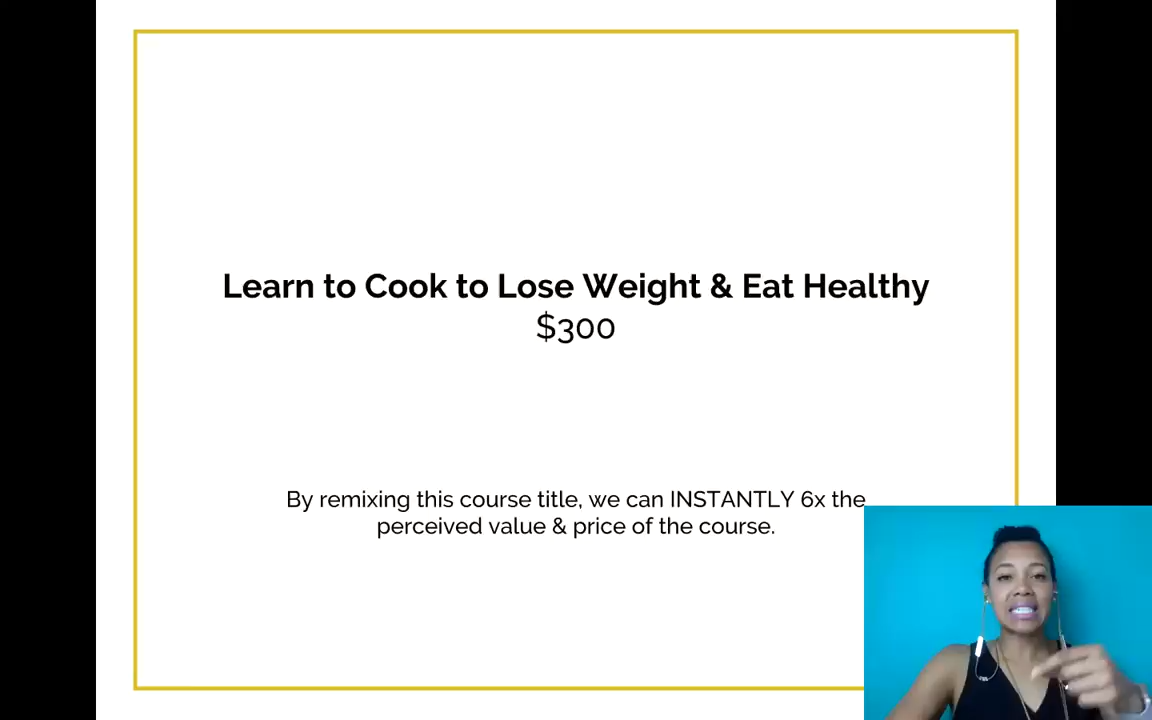 Learn to Cook to Lose Weight & Eat Healthy
$300
By remixing this course title, we can INSTANTLY 6x the
perceived value & price of the course.